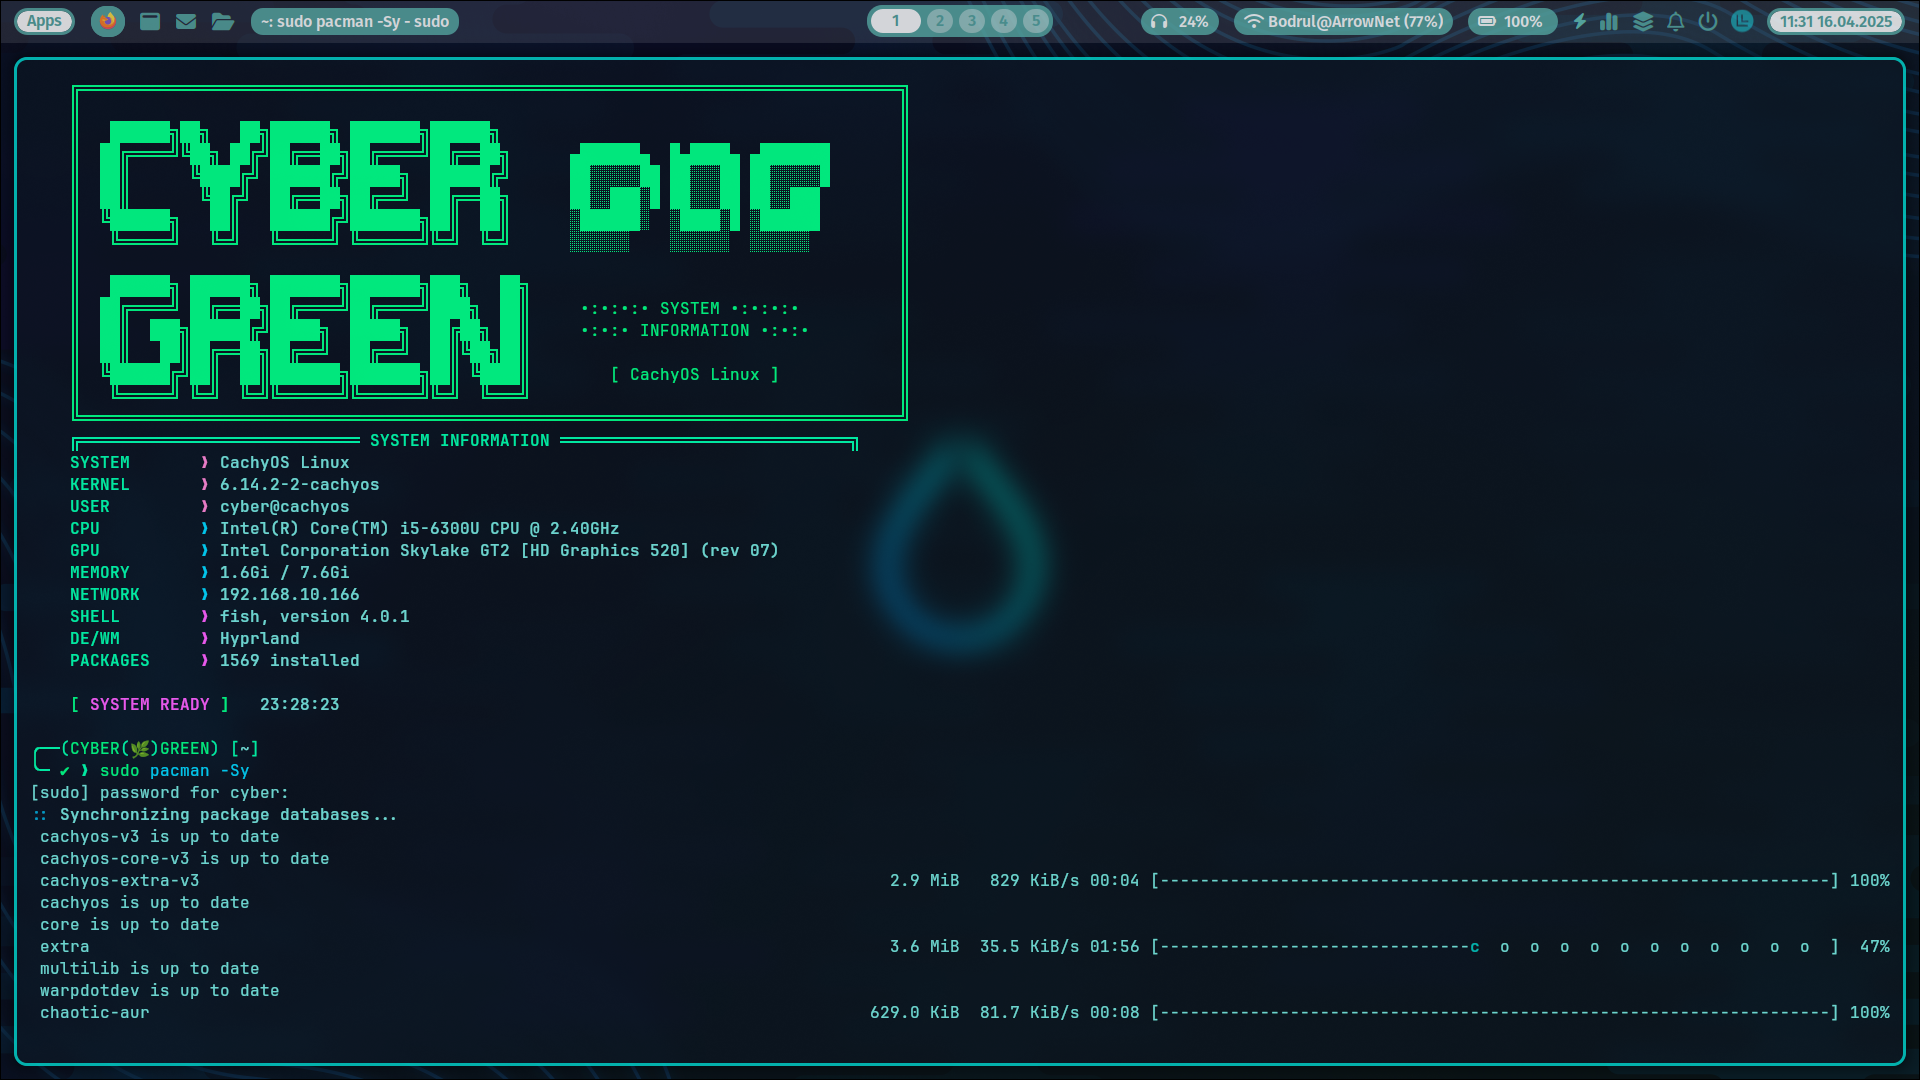 Apps ~: sudo pacman -Sy - sudo 1 2 3 4 5 24% Bodrul@ArrowNet (77%) 100% 11:31 16.04.2025
CYBER
GREEN
•:•:•:• SYSTEM •:•:•:•
•:•:• INFORMATION •:•:•
[ CachyOS Linux ]
SYSTEM INFORMATION
SYSTEM ❫ CachyOS Linux
KERNEL ❫ 6.14.2-2-cachyos
USER ❫ cyber@cachyos
CPU ❫ Intel(R) Core(TM) i5-6300U CPU @ 2.40GHz
GPU ❫ Intel Corporation Skylake GT2 [HD Graphics 520] (rev 07)
MEMORY ❫ 1.6Gi / 7.6Gi
NETWORK ❫ 192.168.10.166
SHELL ❫ fish, version 4.0.1
DE/WM ❫ Hyprland
PACKAGES ❫ 1569 installed
[ SYSTEM READY ] 23:28:23
╭──(CYBER(🌿)GREEN) [~]
╰─ ✔ ❫ sudo pacman -Sy
[sudo] password for cyber:
:: Synchronizing package databases...
cachyos-v3 is up to date
cachyos-core-v3 is up to date
cachyos-extra-v3 2.9 MiB 829 KiB/s 00:04 [-------------------------------------------------------------------] 100%
cachyos is up to date
core is up to date
extra 3.6 MiB 35.5 KiB/s 01:56 [-------------------------------c  o  o  o  o  o  o  o  o  o  o  o  ] 47%
multilib is up to date
warpdotdev is up to date
chaotic-aur 629.0 KiB 81.7 KiB/s 00:08 [-------------------------------------------------------------------] 100%